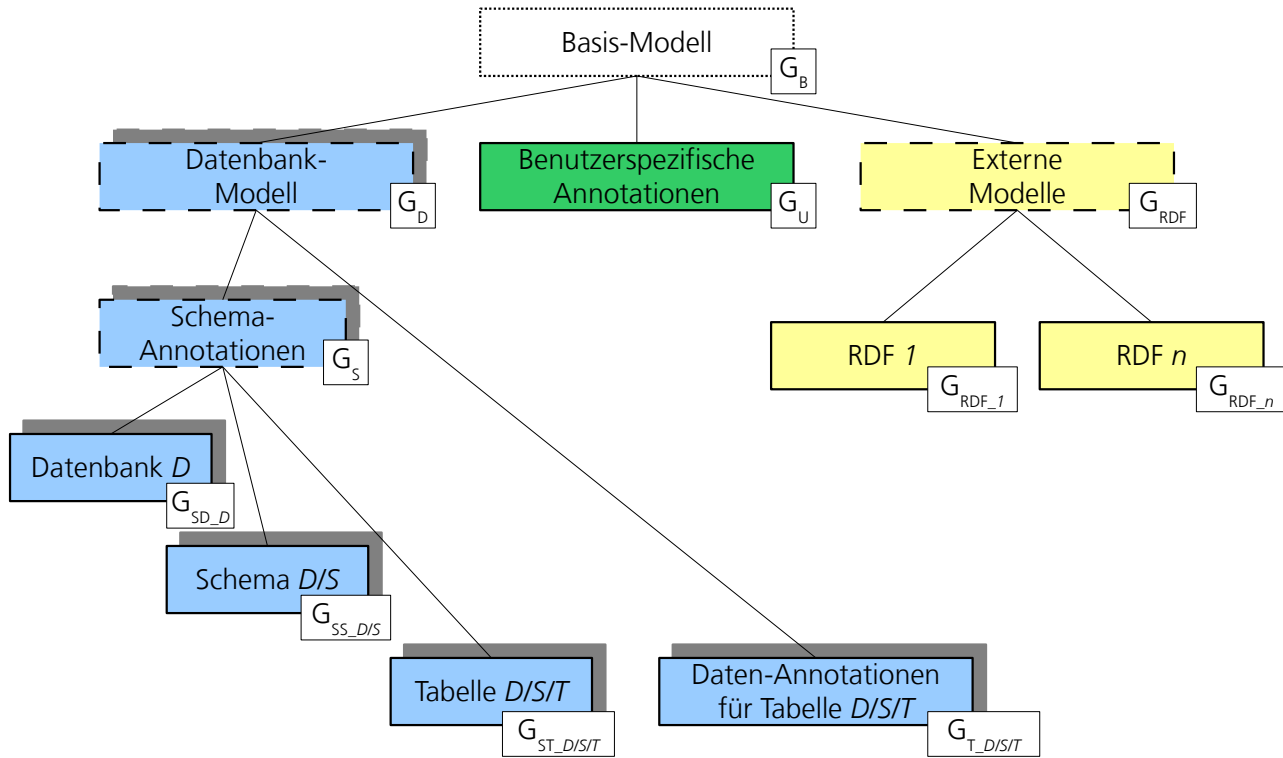 Basis-Modell
G_B
Datenbank-
Modell
G_D
Benutzerspezifische
Annotationen
G_U
Externe
Modelle
G_RDF
Schema-
Annotationen
G_S
RDF 1
G_RDF_1
RDF n
G_RDF_n
Datenbank D
G_SD_D
Schema D/S
G_SS_D/S
Tabelle D/S/T
G_ST_D/S/T
Daten-Annotationen
für Tabelle D/S/T
G_T_D/S/T